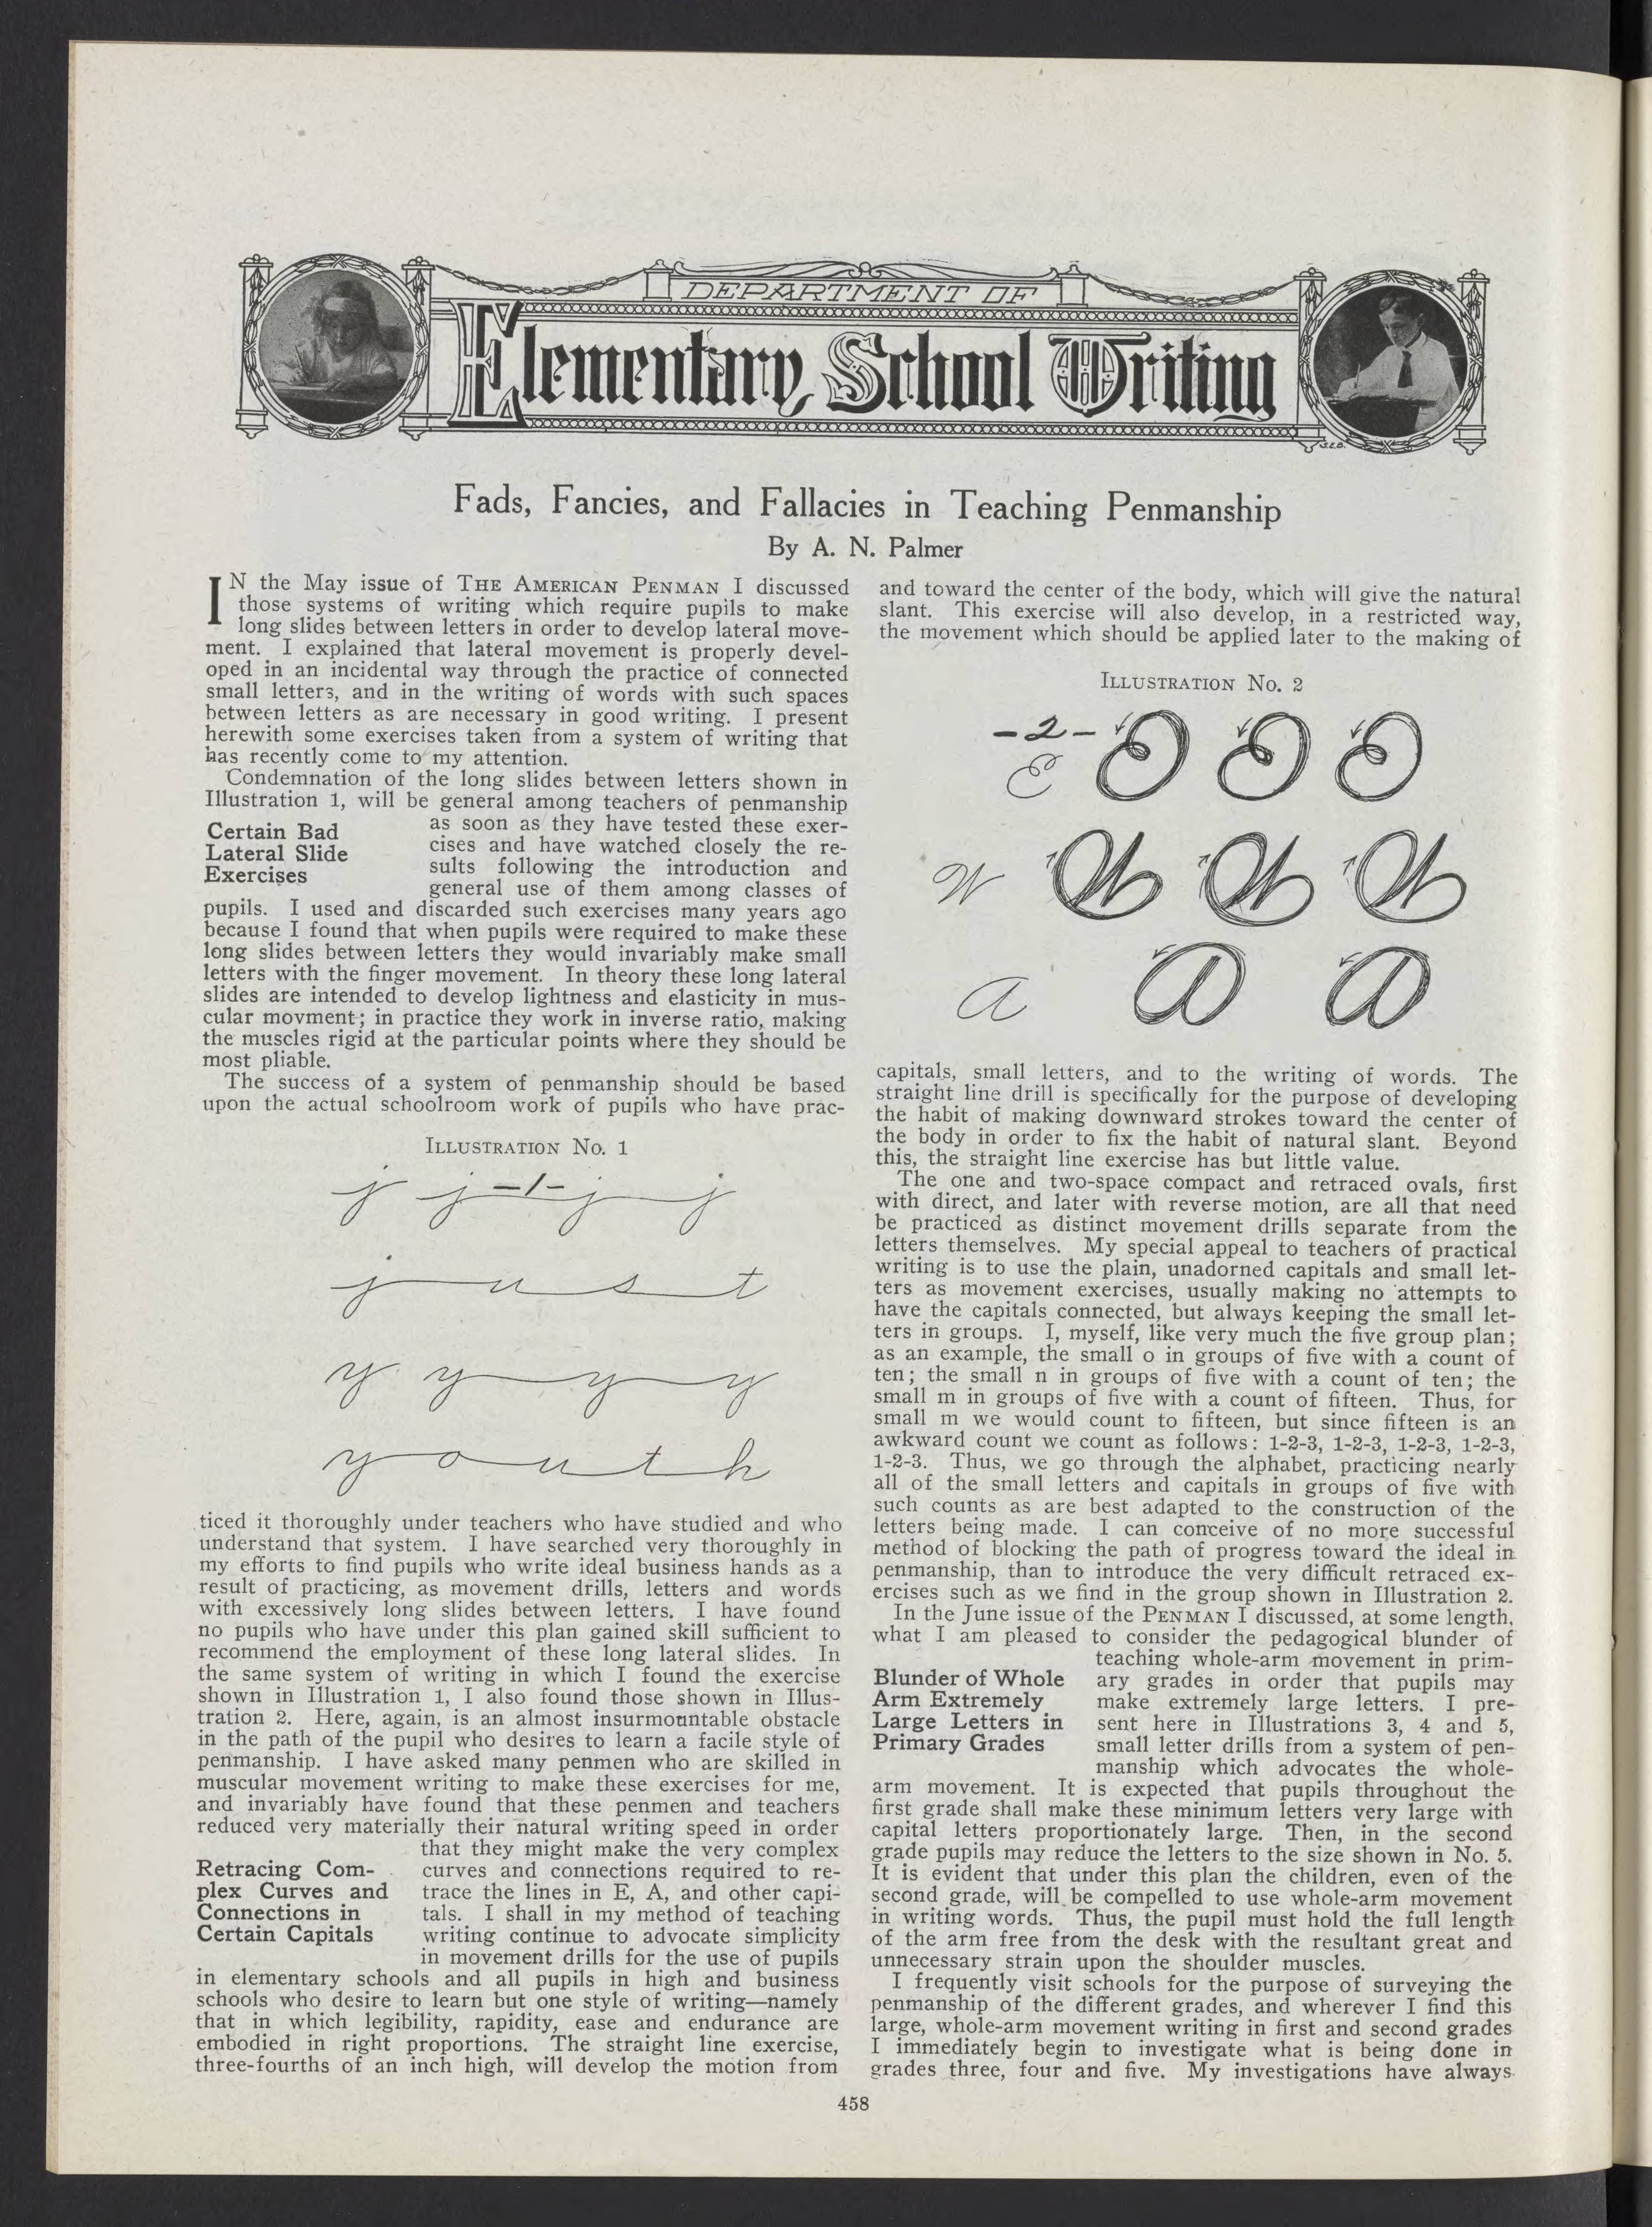 DEPARTMENT OF
Elementary School Writing
J.E.B.
Fads, Fancies, and Fallacies in Teaching Penmanship
By A. N. Palmer
IN the May issue of THE AMERICAN PENMAN I discussed
those systems of writing which require pupils to make
long slides between letters in order to develop lateral move-
ment. I explained that lateral movement is properly devel-
oped in an incidental way through the practice of connected
small letters, and in the writing of words with such spaces
between letters as are necessary in good writing. I present
herewith some exercises taken from a system of writing that
has recently come to my attention.
Condemnation of the long slides between letters shown in
Illustration 1, will be general among teachers of penmanship
Certain Bad
Lateral Slide
Exercises
as soon as they have tested these exer-
cises and have watched closely the re-
sults following the introduction and
general use of them among classes of
pupils. I used and discarded such exercises many years ago
because I found that when pupils were required to make these
long slides between letters they would invariably make small
letters with the finger movement. In theory these long lateral
slides are intended to develop lightness and elasticity in mus-
cular movment; in practice they work in inverse ratio, making
the muscles rigid at the particular points where they should be
most pliable.
The success of a system of penmanship should be based
upon the actual schoolroom work of pupils who have prac-
ILLUSTRATION No. 1
j j -1- j j
just
y y y y
youth
ticed it thoroughly under teachers who have studied and who
understand that system. I have searched very thoroughly in
my efforts to find pupils who write ideal business hands as a
result of practicing, as movement drills, letters and words
with excessively long slides between letters. I have found
no pupils who have under this plan gained skill sufficient to
recommend the employment of these long lateral slides. In
the same system of writing in which I found the exercise
shown in Illustration 1, I also found those shown in Illus-
tration 2. Here, again, is an almost insurmountable obstacle
in the path of the pupil who desires to learn a facile style of
penmanship. I have asked many penmen who are skilled in
muscular movement writing to make these exercises for me,
and invariably have found that these penmen and teachers
reduced very materially their natural writing speed in order
Retracing Com-
plex Curves and
Connections in
Certain Capitals
that they might make the very complex
curves and connections required to re-
trace the lines in E, A, and other capi-
tals. I shall in my method of teaching
writing continue to advocate simplicity
in movement drills for the use of pupils
in elementary schools and all pupils in high and business
schools who desire to learn but one style of writing—namely
that in which legibility, rapidity, ease and endurance are
embodied in right proportions. The straight line exercise,
three-fourths of an inch high, will develop the motion from
and toward the center of the body, which will give the natural
slant. This exercise will also develop, in a restricted way,
the movement which should be applied later to the making of
ILLUSTRATION No. 2
-2-
E
W
a
capitals, small letters, and to the writing of words. The
straight line drill is specifically for the purpose of developing
the habit of making downward strokes toward the center of
the body in order to fix the habit of natural slant. Beyond
this, the straight line exercise has but little value.
The one and two-space compact and retraced ovals, first
with direct, and later with reverse motion, are all that need
be practiced as distinct movement drills separate from the
letters themselves. My special appeal to teachers of practical
writing is to use the plain, unadorned capitals and small let-
ters as movement exercises, usually making no attempts to
have the capitals connected, but always keeping the small let-
ters in groups. I, myself, like very much the five group plan;
as an example, the small o in groups of five with a count of
ten; the small n in groups of five with a count of ten; the
small m in groups of five with a count of fifteen. Thus, for
small m we would count to fifteen, but since fifteen is an
awkward count we count as follows: 1-2-3, 1-2-3, 1-2-3, 1-2-3,
1-2-3. Thus, we go through the alphabet, practicing nearly
all of the small letters and capitals in groups of five with
such counts as are best adapted to the construction of the
letters being made. I can conceive of no more successful
method of blocking the path of progress toward the ideal in
penmanship, than to introduce the very difficult retraced ex-
ercises such as we find in the group shown in Illustration 2.
In the June issue of the PENMAN I discussed, at some length,
what I am pleased to consider the pedagogical blunder of
Blunder of Whole
Arm Extremely
Large Letters in
Primary Grades
teaching whole-arm movement in prim-
ary grades in order that pupils may
make extremely large letters. I pre-
sent here in Illustrations 3, 4 and 5,
small letter drills from a system of pen-
manship which advocates the whole-
arm movement. It is expected that pupils throughout the
first grade shall make these minimum letters very large with
capital letters proportionately large. Then, in the second
grade pupils may reduce the letters to the size shown in No. 5.
It is evident that under this plan the children, even of the
second grade, will be compelled to use whole-arm movement
in writing words. Thus, the pupil must hold the full length
of the arm free from the desk with the resultant great and
unnecessary strain upon the shoulder muscles.
I frequently visit schools for the purpose of surveying the
penmanship of the different grades, and wherever I find this
large, whole-arm movement writing in first and second grades
I immediately begin to investigate what is being done in
grades three, four and five. My investigations have always
458